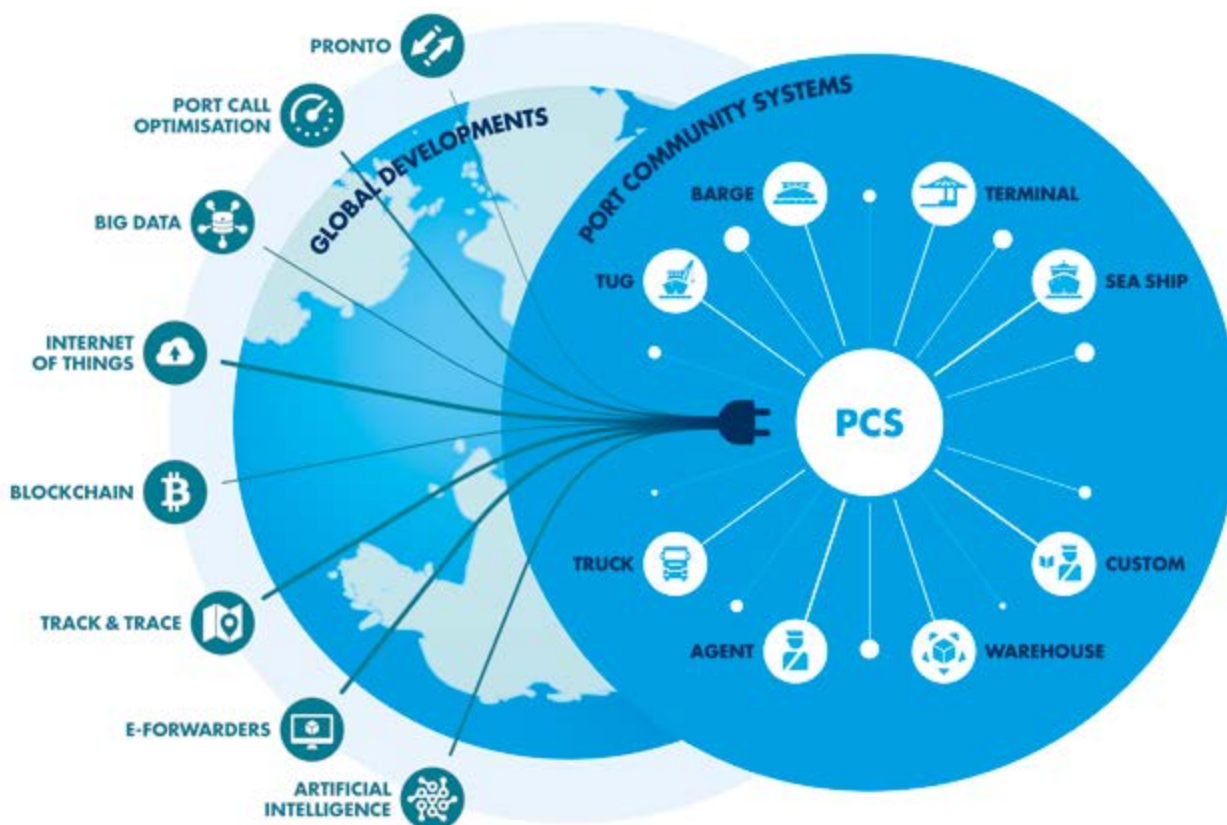 PRONTO
PORT CALL
OPTIMISATION
BIG DATA
INTERNET
OF THINGS
BLOCKCHAIN
TRACK & TRACE
E-FORWARDERS
ARTIFICIAL
INTELLIGENCE
GLOBAL DEVELOPMENTS
PORT COMMUNITY SYSTEMS
BARGE
TERMINAL
TUG
SEA SHIP
PCS
TRUCK
CUSTOM
AGENT
WAREHOUSE